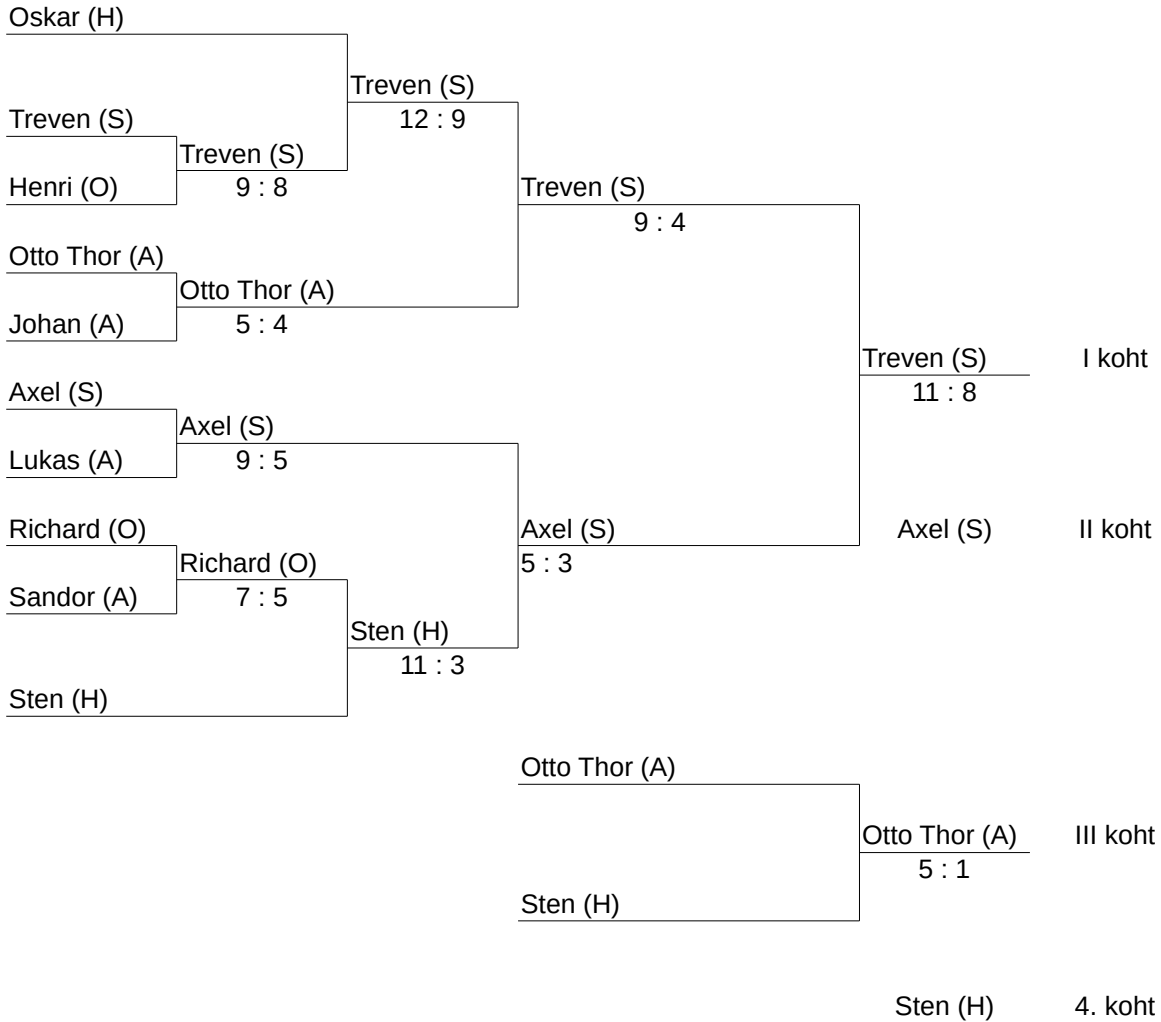 Oskar (H)
Treven (S)
12 : 9
Treven (S)
Treven (S)
9 : 8
Henri (O)
Treven (S)
9 : 4
Otto Thor (A)
Otto Thor (A)
5 : 4
Johan (A)
Treven (S) I koht
11 : 8
Axel (S)
Axel (S)
9 : 5
Lukas (A)
Richard (O)
Axel (S)
5 : 3
Axel (S) II koht
Richard (O)
7 : 5
Sandor (A)
Sten (H)
11 : 3
Sten (H)
Otto Thor (A)
Otto Thor (A) III koht
5 : 1
Sten (H)
Sten (H) 4. koht